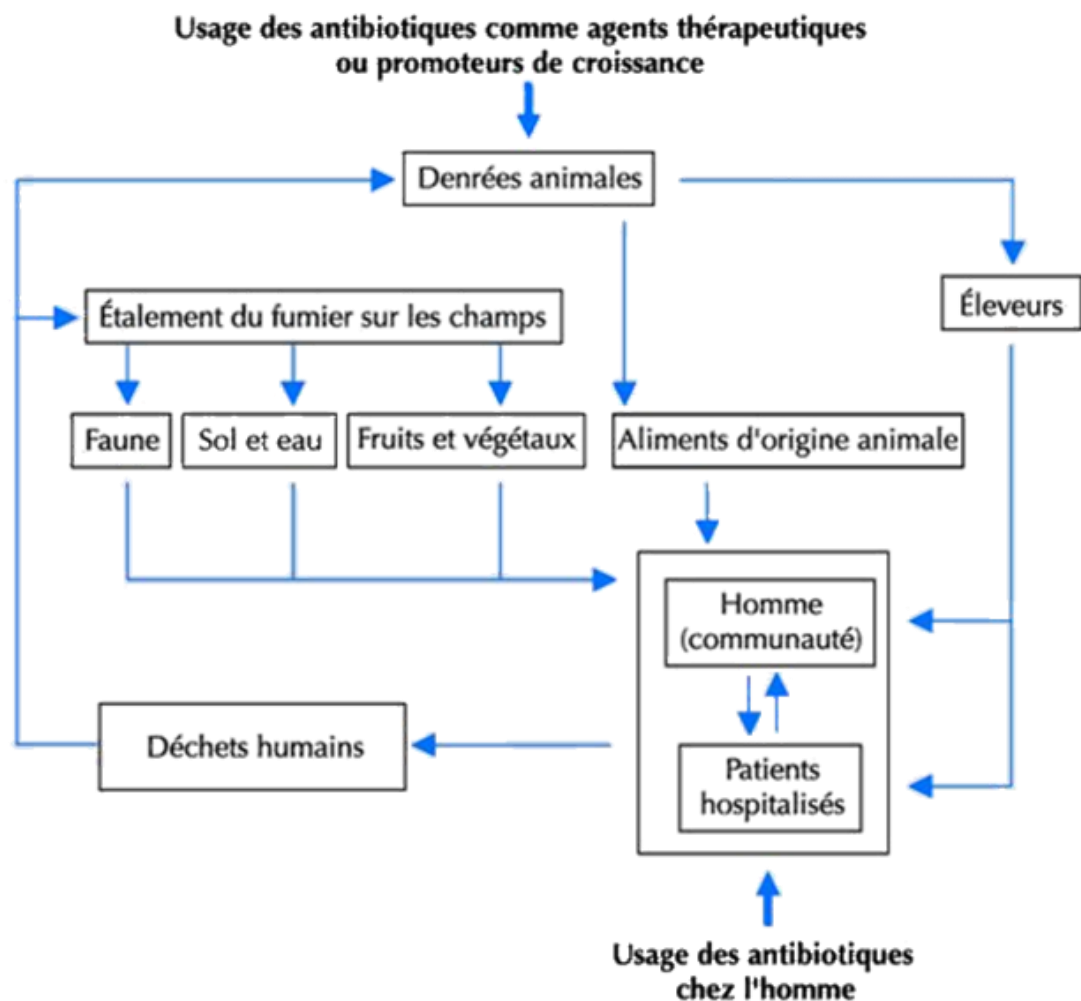 Usage des antibiotiques comme agents thérapeutiques
ou promoteurs de croissance
Denrées animales
Étalement du fumier sur les champs
Éleveurs
Faune
Sol et eau
Fruits et végétaux
Aliments d'origine animale
Homme
(communauté)
Déchets humains
Patients
hospitalisés
Usage des antibiotiques
chez l'homme